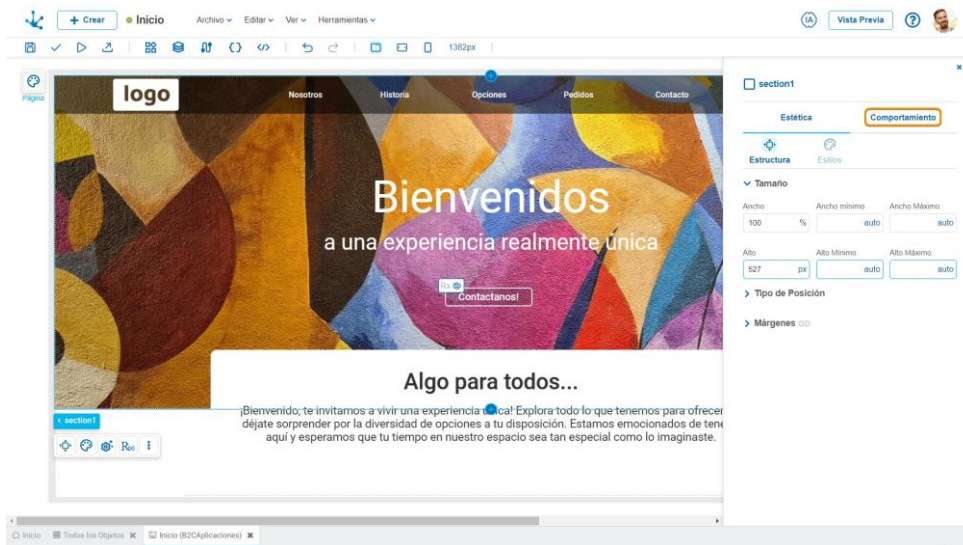 + Crear
Inicio
Archivo Editar Ver Herramientas
IA
Vista Previa
?
1382px
Página
logo
Nosotros Historia Opciones Pedidos Contacto
Bienvenidos
a una experiencia realmente única
Rx
Contactanos!
Algo para todos...
¡Bienvenido, te invitamos a vivir una experiencia única! Explora todo lo que tenemos para ofrecer
déjate sorprender por la diversidad de opciones a tu disposición. Estamos emocionados de tene
aquí y esperamos que tu tiempo en nuestro espacio sea tan especial como lo imaginaste.
< section1
section1
Estética Comportamiento
Estructura Estilos
Tamaño
Ancho Ancho mínimo Ancho Máximo
100 % auto auto
Alto Alto Mínimo Alto Máximo
527 px auto auto
Tipo de Posición
Márgenes
Inicio Todos los Objetos Inicio (B2CAplicaciones)